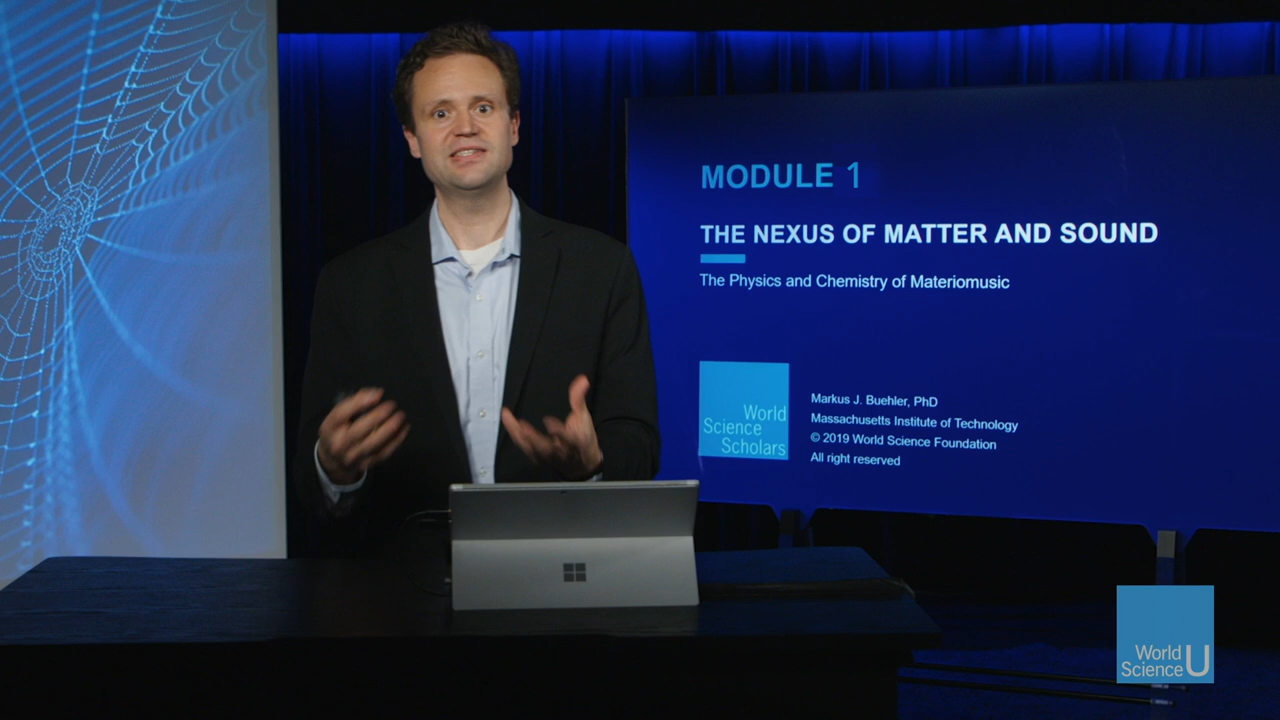 MODULE 1
THE NEXUS OF MATTER AND SOUND
The Physics and Chemistry of Materiomusic
World
Science
Scholars
Markus J. Buehler, PhD
Massachusetts Institute of Technology
© 2019 World Science Foundation
All right reserved
World
Science U